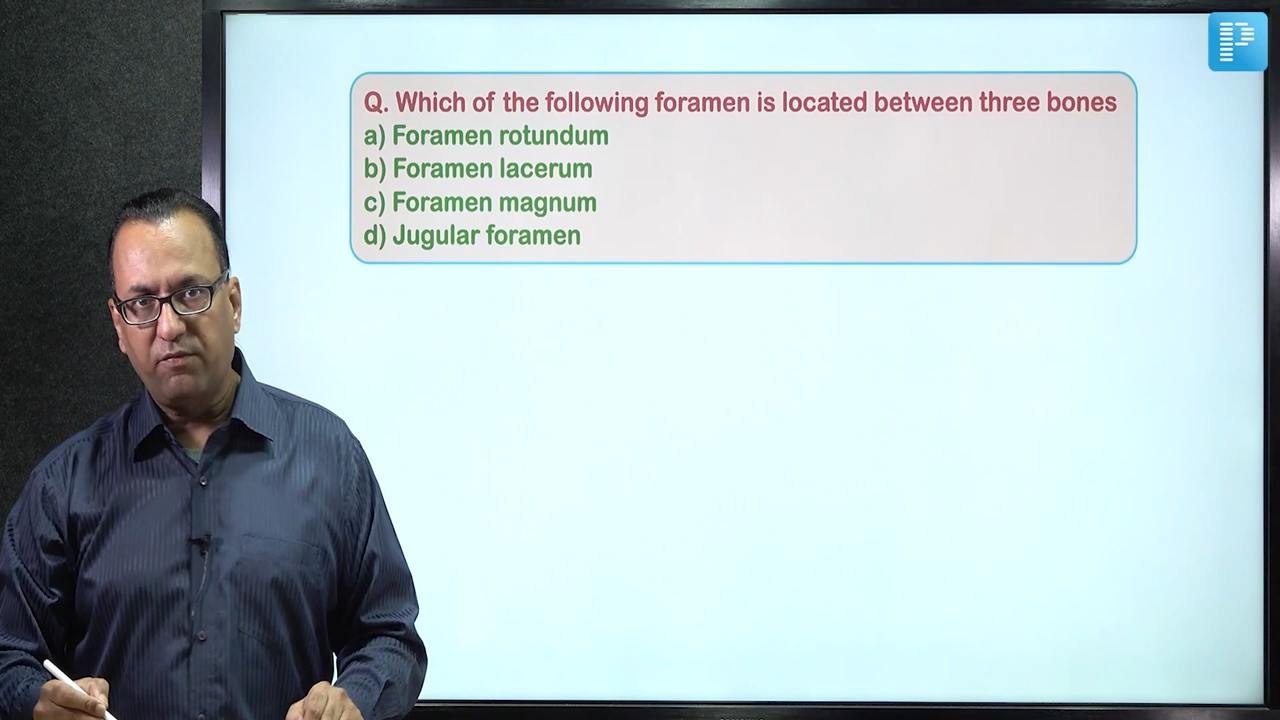 Q. Which of the following foramen is located between three bones
a) Foramen rotundum
b) Foramen lacerum
c) Foramen magnum
d) Jugular foramen
P